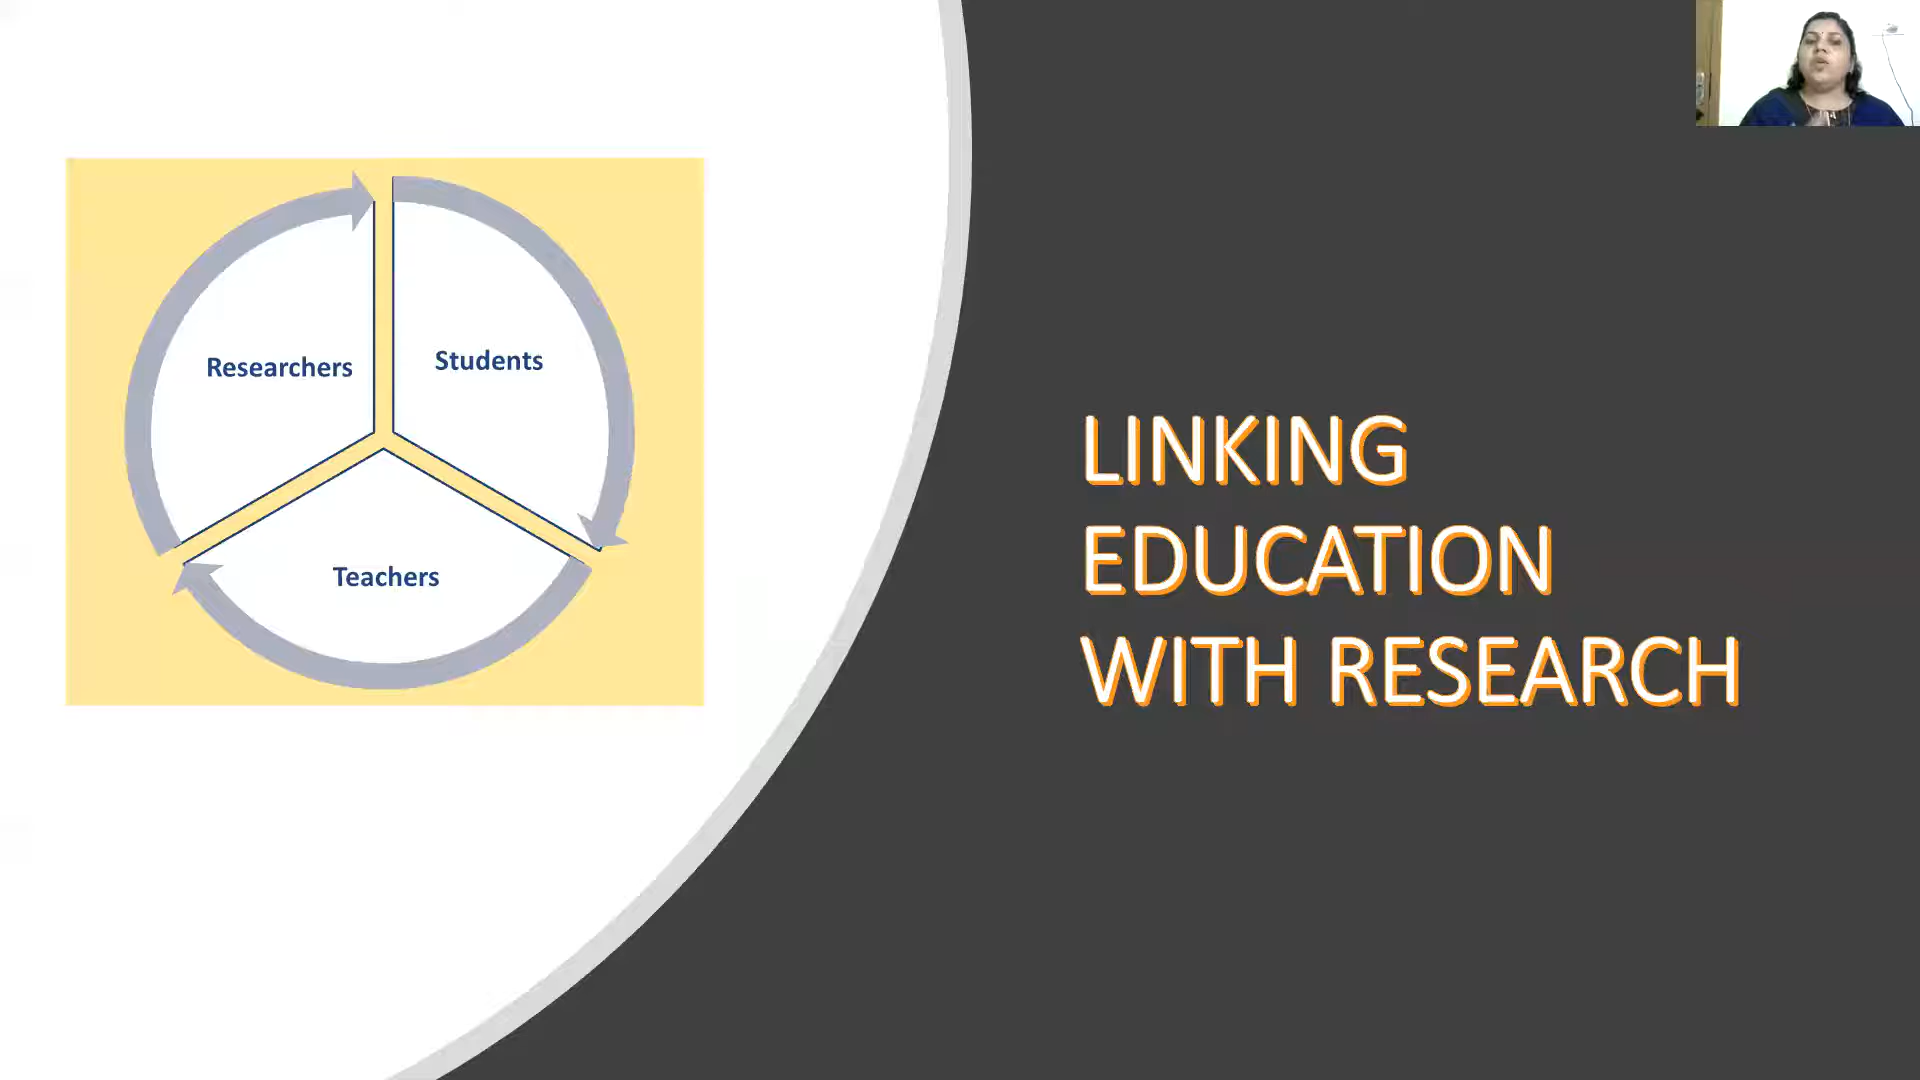 Researchers
Students
Teachers
LINKING
EDUCATION
WITH RESEARCH